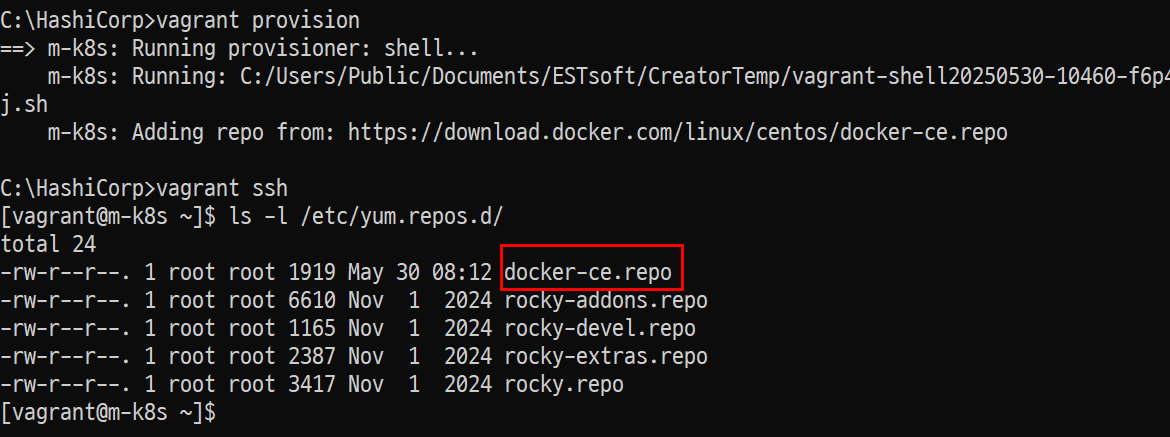 C:\HashiCorp>vagrant provision
==> m-k8s: Running provisioner: shell...
    m-k8s: Running: C:/Users/Public/Documents/ESTsoft/CreatorTemp/vagrant-shell20250530-10460-f6p4
j.sh
    m-k8s: Adding repo from: https://download.docker.com/linux/centos/docker-ce.repo
C:\HashiCorp>vagrant ssh
[vagrant@m-k8s ~]$ ls -l /etc/yum.repos.d/
total 24
-rw-r--r--. 1 root root 1919 May 30 08:12 docker-ce.repo
-rw-r--r--. 1 root root 6610 Nov  1  2024 rocky-addons.repo
-rw-r--r--. 1 root root 1165 Nov  1  2024 rocky-devel.repo
-rw-r--r--. 1 root root 2387 Nov  1  2024 rocky-extras.repo
-rw-r--r--. 1 root root 3417 Nov  1  2024 rocky.repo
[vagrant@m-k8s ~]$